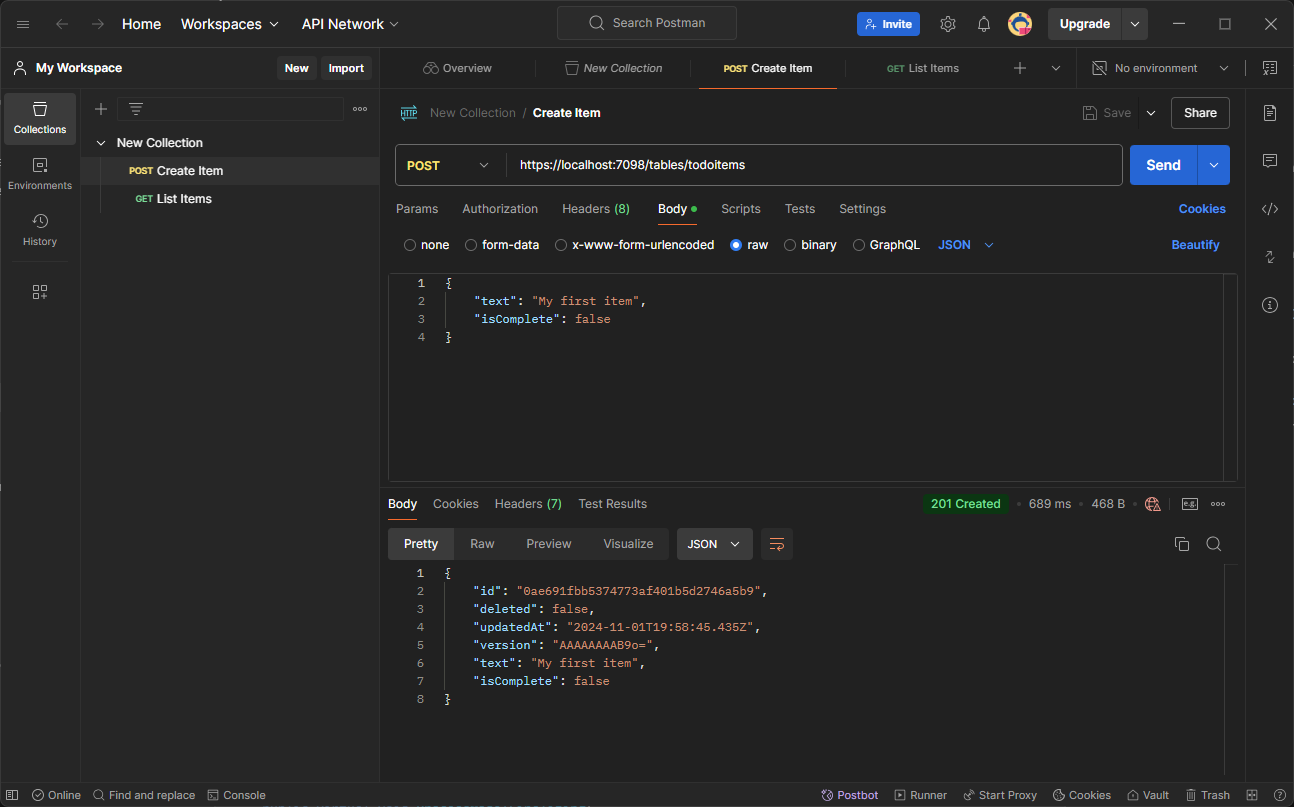 Home Workspaces API Network Search Postman Invite Upgrade
My Workspace New Import Overview New Collection POST Create Item GET List Items No environment
Collections
Environments
History
New Collection
POST Create Item
GET List Items
HTTP New Collection / Create Item Save Share
POST https://localhost:7098/tables/todoitems Send
Params Authorization Headers (8) Body Scripts Tests Settings Cookies
none form-data x-www-form-urlencoded raw binary GraphQL JSON Beautify
1 {
2 "text": "My first item",
3 "isComplete": false
4 }
Body Cookies Headers (7) Test Results 201 Created 689 ms 468 B e.g.
Pretty Raw Preview Visualize JSON
1 {
2 "id": "0ae691fbb5374773af401b5d2746a5b9",
3 "deleted": false,
4 "updatedAt": "2024-11-01T19:58:45.435Z",
5 "version": "AAAAAAAAB9o=",
6 "text": "My first item",
7 "isComplete": false
8 }
Online Find and replace Console Postbot Runner Start Proxy Cookies Vault Trash